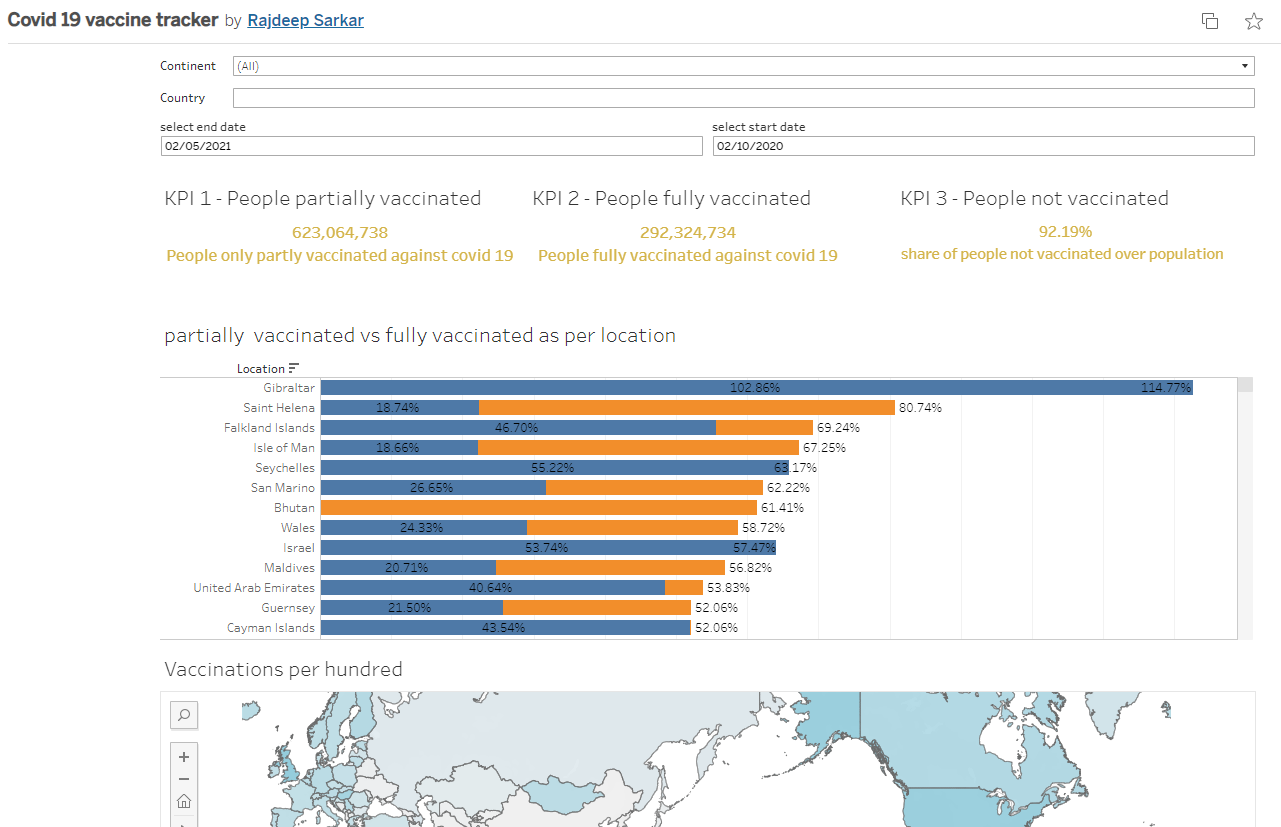 Covid 19 vaccine tracker by Rajdeep Sarkar
Continent (All)
Country
select end date select start date
02/05/2021 02/10/2020
KPI 1 - People partially vaccinated KPI 2 - People fully vaccinated KPI 3 - People not vaccinated
623,064,738 292,324,734 92.19%
People only partly vaccinated against covid 19 People fully vaccinated against covid 19 share of people not vaccinated over population
partially vaccinated vs fully vaccinated as per location
Location
Gibraltar 102.86% 114.77%
Saint Helena 18.74% 80.74%
Falkland Islands 46.70% 69.24%
Isle of Man 18.66% 67.25%
Seychelles 55.22% 63.17%
San Marino 26.65% 62.22%
Bhutan 61.41%
Wales 24.33% 58.72%
Israel 53.74% 57.47%
Maldives 20.71% 56.82%
United Arab Emirates 40.64% 53.83%
Guernsey 21.50% 52.06%
Cayman Islands 43.54% 52.06%
Vaccinations per hundred